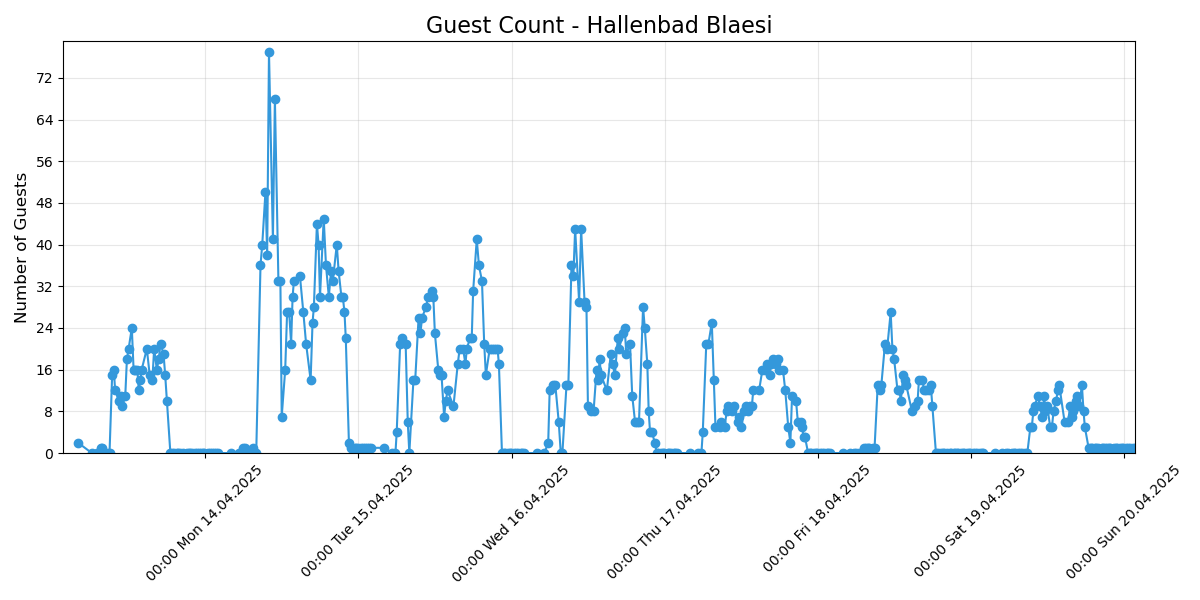 Guest Count - Hallenbad Blaesi
Number of Guests
72
64
56
48
40
32
24
16
8
0
00:00 Mon 14.04.2025
00:00 Tue 15.04.2025
00:00 Wed 16.04.2025
00:00 Thu 17.04.2025
00:00 Fri 18.04.2025
00:00 Sat 19.04.2025
00:00 Sun 20.04.2025